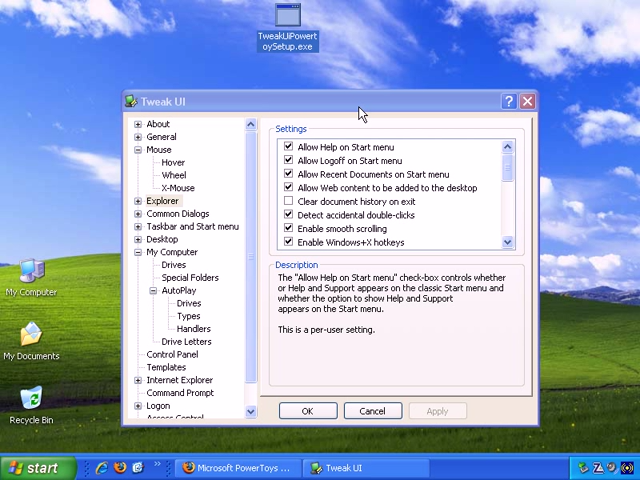 TweakUiPowert
oySetup.exe
Tweak UI
About
General
Mouse
Hover
Wheel
X-Mouse
Explorer
Common Dialogs
Taskbar and Start menu
Desktop
My Computer
Drives
Special Folders
AutoPlay
Drives
Types
Handlers
Drive Letters
Control Panel
Templates
Internet Explorer
Command Prompt
Logon
Access Control
Settings
Allow Help on Start menu
Allow Logoff on Start menu
Allow Recent Documents on Start menu
Allow Web content to be added to the desktop
Clear document history on exit
Detect accidental double-clicks
Enable smooth scrolling
Enable Windows+X hotkeys
Description
The "Allow Help on Start menu" check-box controls whether
or Help and Support appears on the classic Start menu and
whether the option to show Help and Support
appears on the Start menu.
This is a per-user setting.
OK
Cancel
Apply
My Computer
My Documents
Recycle Bin
start
Microsoft PowerToys ...
Tweak UI